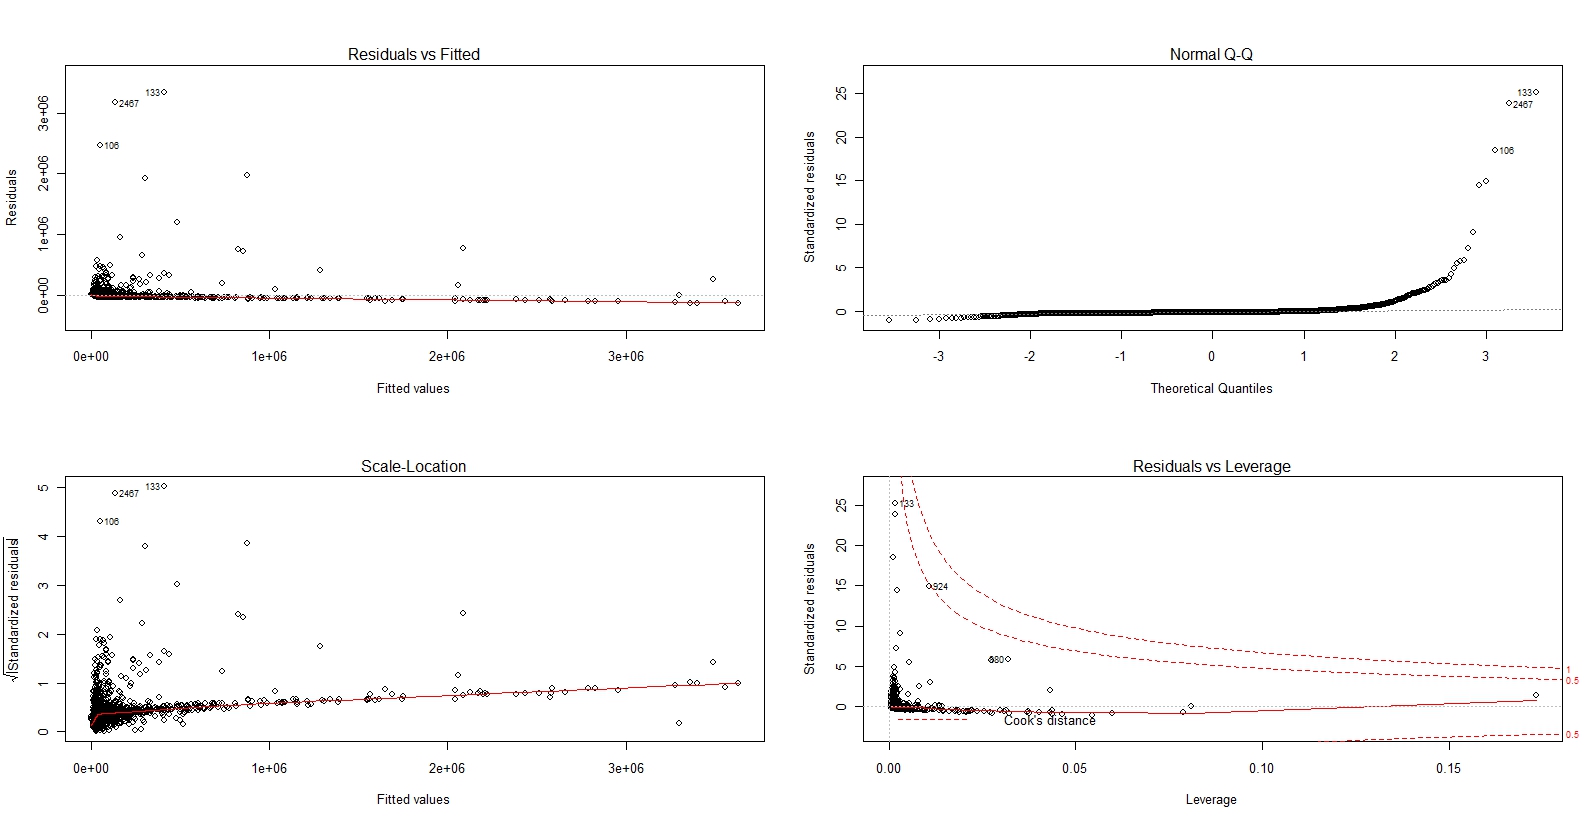 Residuals vs Fitted
Residuals
0e+00
1e+06
2e+06
3e+06
133
2467
106
0e+00
1e+06
2e+06
3e+06
Fitted values
Normal Q-Q
Standardized residuals
0
5
10
15
20
25
133
2467
106
-3
-2
-1
0
1
2
3
Theoretical Quantiles
Scale-Location
√|Standardized residuals|
0
1
2
3
4
5
133
2467
106
0e+00
1e+06
2e+06
3e+06
Fitted values
Residuals vs Leverage
Standardized residuals
0
5
10
15
20
25
133
924
1
0.5
0.5
Cook's distance
0.00
0.05
0.10
0.15
Leverage